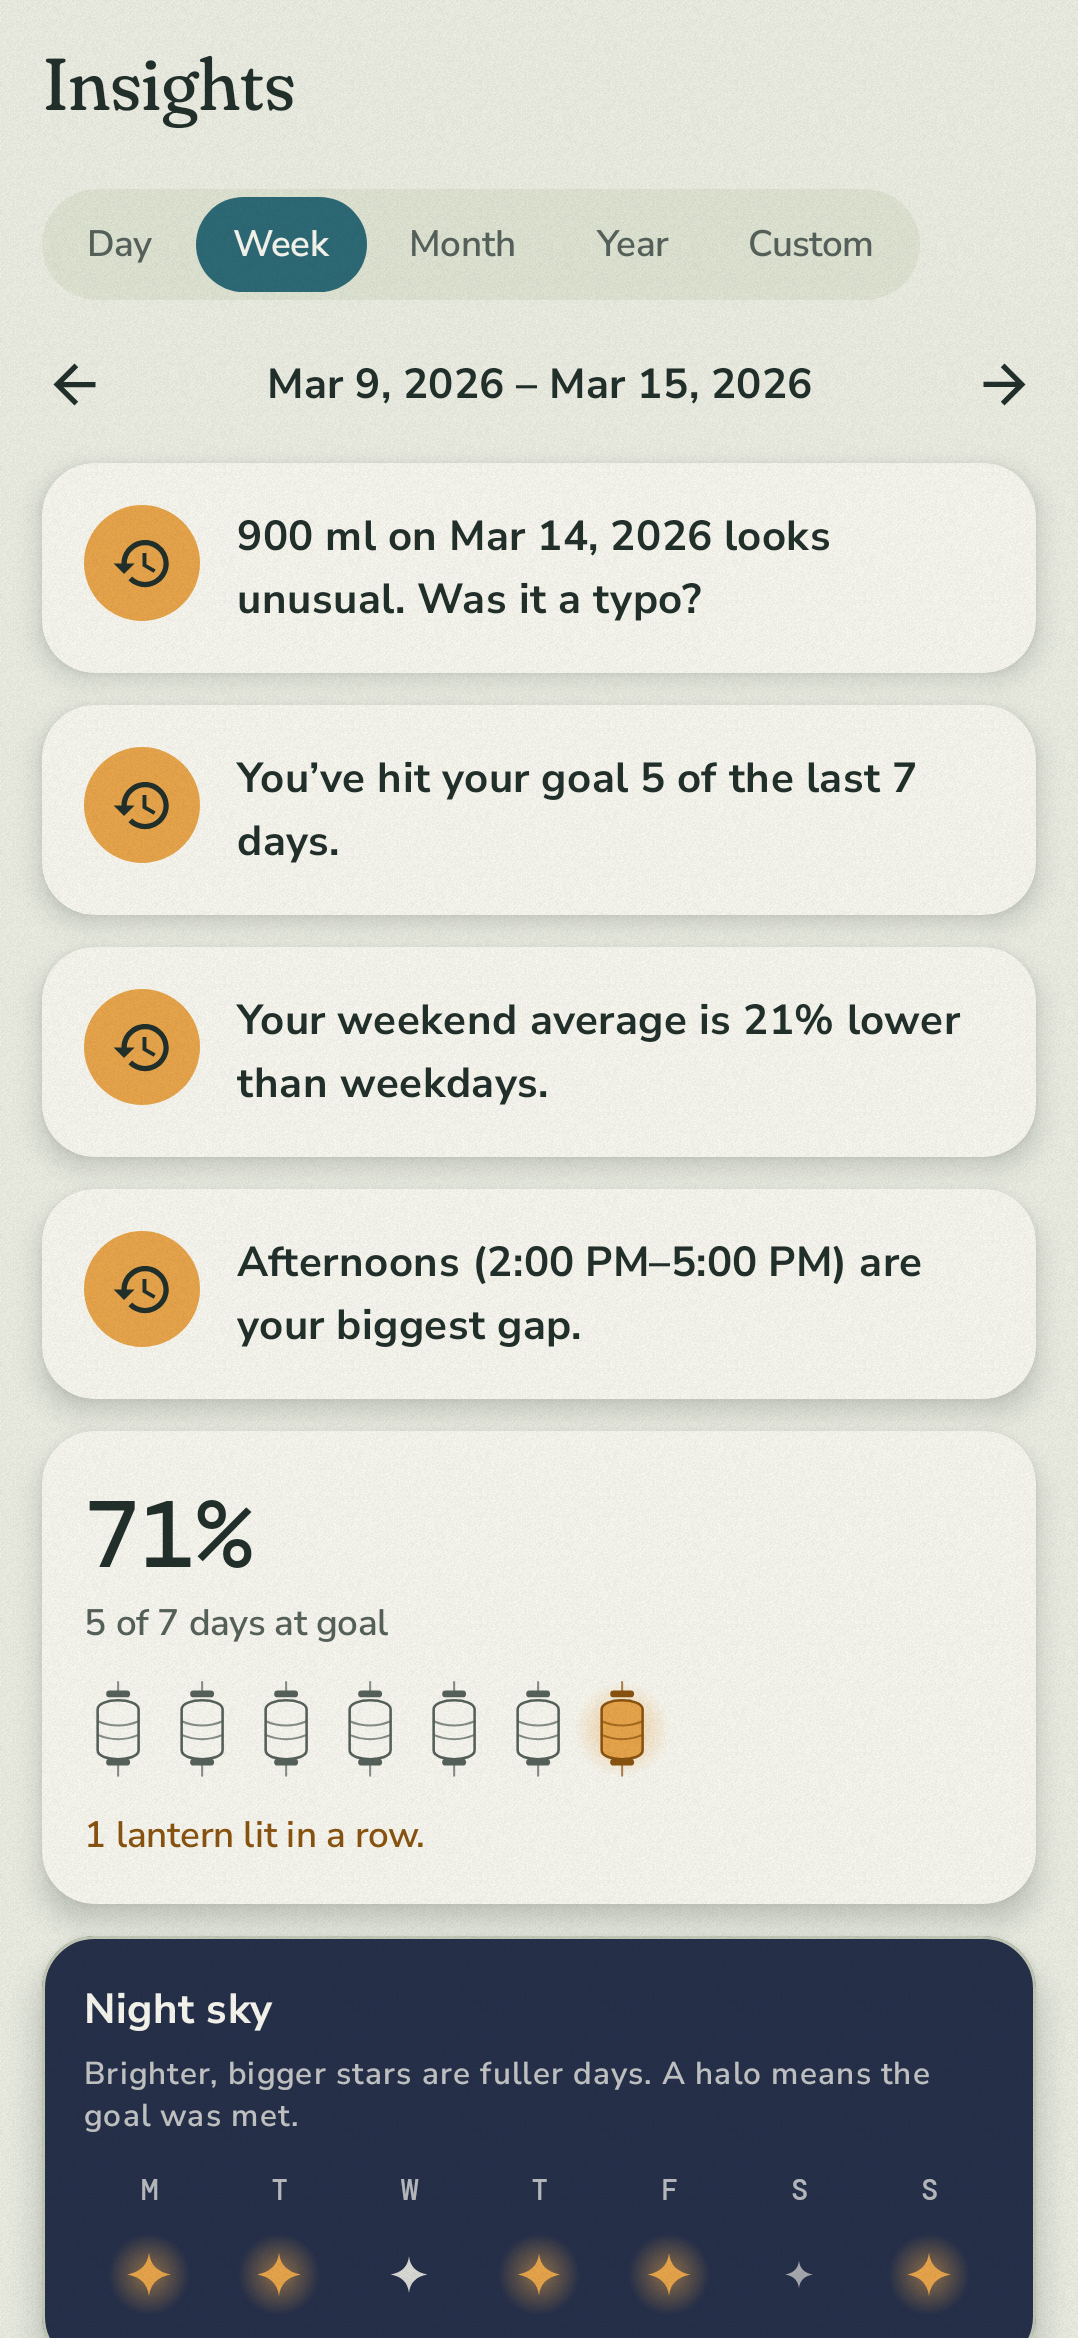 Insights
Day Week Month Year Custom
Mar 9, 2026 – Mar 15, 2026
900 ml on Mar 14, 2026 looks
unusual. Was it a typo?
You’ve hit your goal 5 of the last 7
days.
Your weekend average is 21% lower
than weekdays.
Afternoons (2:00 PM–5:00 PM) are
your biggest gap.
71%
5 of 7 days at goal
1 lantern lit in a row.
Night sky
Brighter, bigger stars are fuller days. A halo means the
goal was met.
M T W T F S S